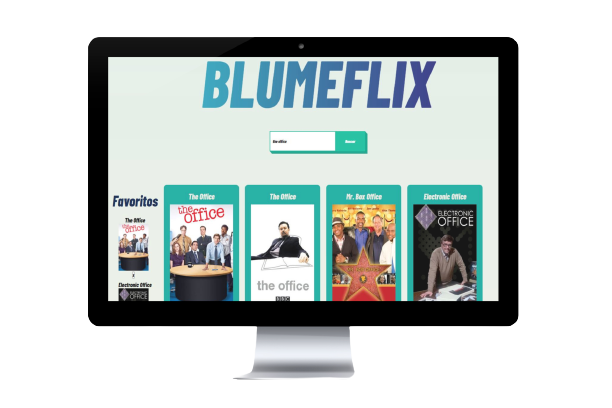 BLUMEFLIX
the office
Buscar
Favoritos
The Office
the
office
x
Electronic Office
ELECTRONIC
OFFICE
The Office
the
office
The Office
the office
BBC
Mr. Box Office
Electronic Office
ELECTRONIC
OFFICE